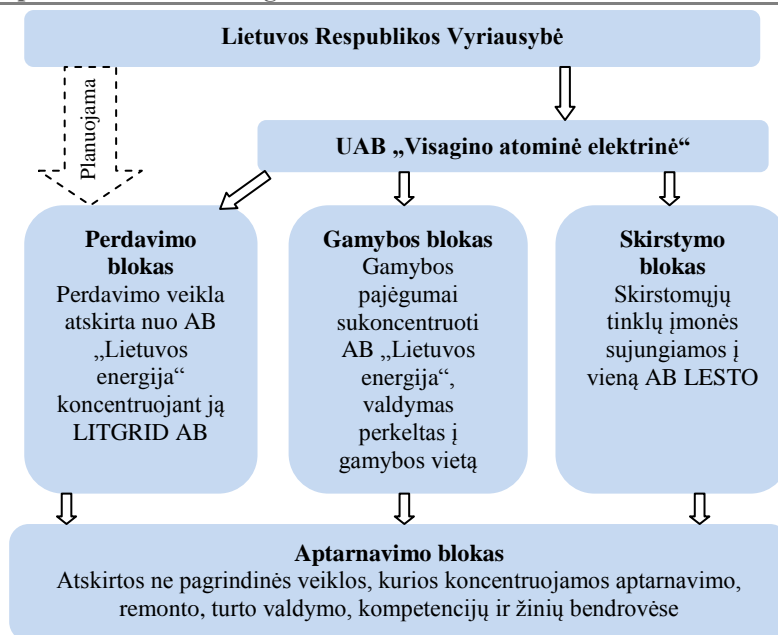 Lietuvos Respublikos Vyriausybė
Planuojama
UAB „Visagino atominė elektrinė“
Perdavimo
blokas
Perdavimo veikla
atskirta nuo AB
„Lietuvos
energija“
koncentruojant ją
LITGRID AB
Gamybos blokas
Gamybos
pajėgumai
sukoncentruoti
AB „Lietuvos
energija“,
valdymas
perkeltas į
gamybos vietą
Skirstymo
blokas
Skirstomųjų
tinklų įmonės
sujungiamos į
vieną AB LESTO
Aptarnavimo blokas
Atskirtos ne pagrindinės veiklos, kurios koncentruojamos aptarnavimo,
remonto, turto valdymo, kompetencijų ir žinių bendrovėse